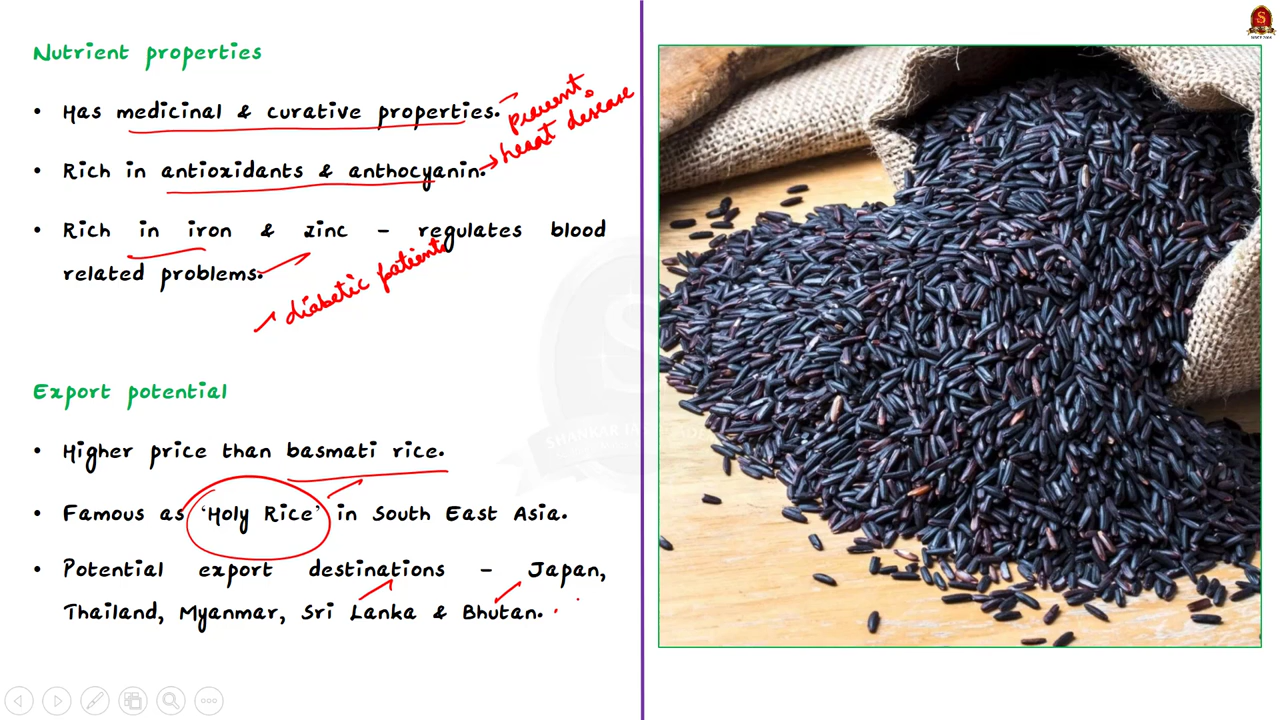 Nutrient properties
• Has medicinal & curative properties.
prevent
heart disease
• Rich in antioxidants & anthocyanin.
• Rich in iron & zinc – regulates blood
related problems.
diabetic patients
Export potential
• Higher price than basmati rice.
• Famous as ‘Holy Rice’ in South East Asia.
• Potential export destinations – Japan,
Thailand, Myanmar, Sri Lanka & Bhutan.